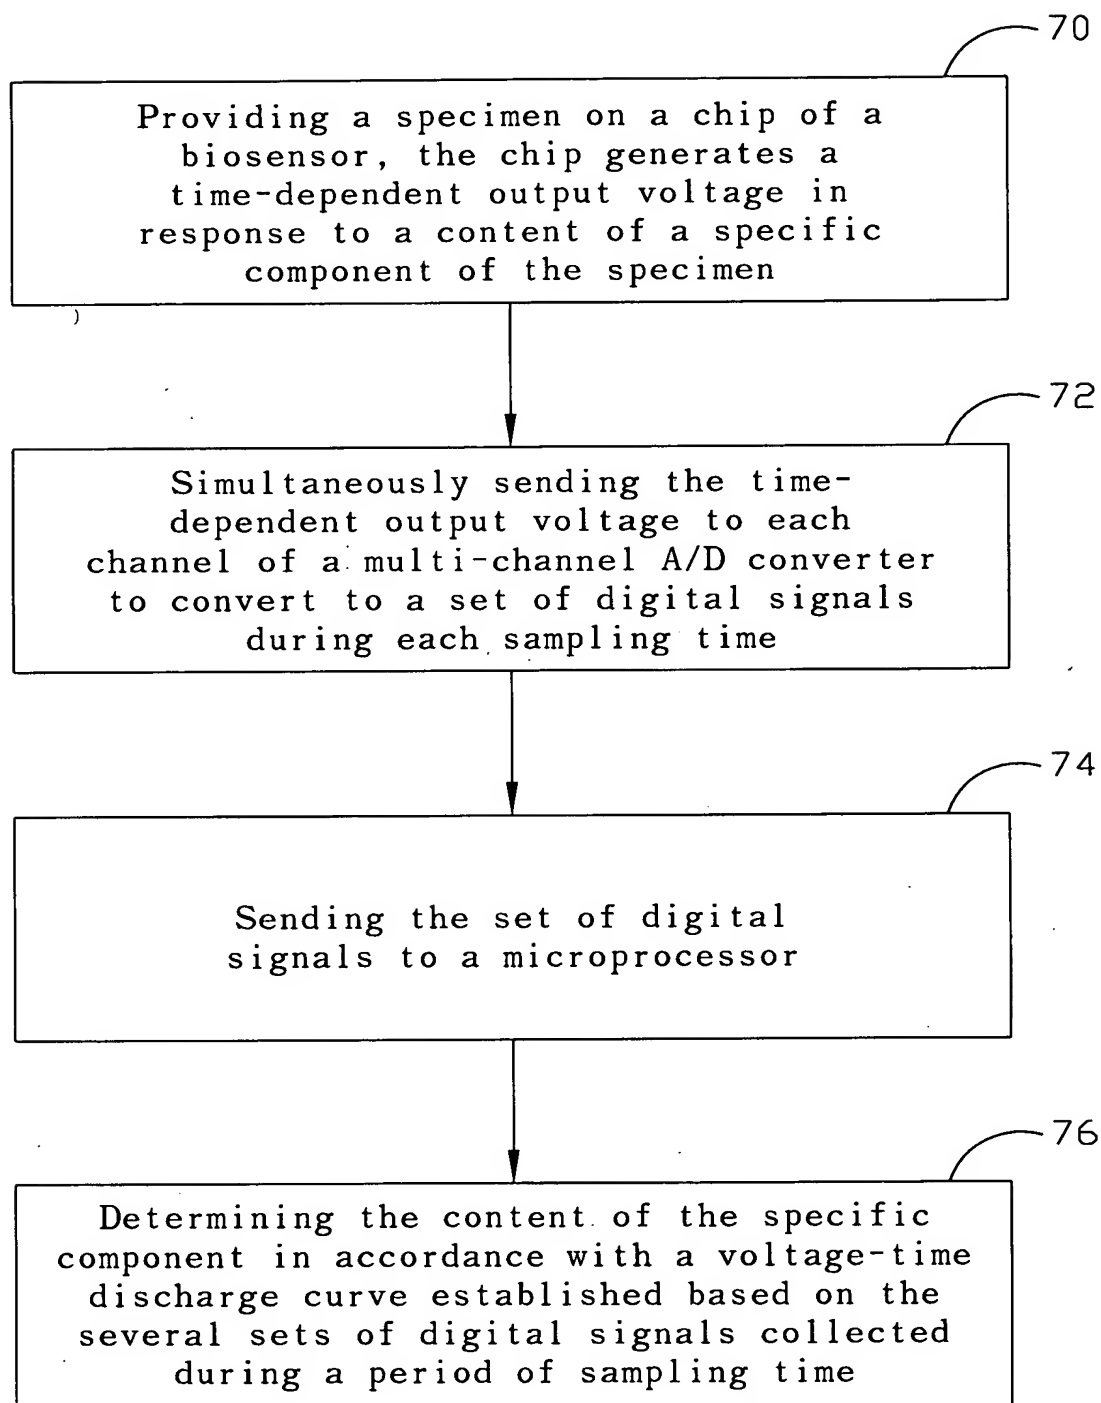 70
Providing a specimen on a chip of a
biosensor, the chip generates a
time-dependent output voltage in
response to a content of a specific
component of the specimen
72
Simultaneously sending the time-
dependent output voltage to each
channel of a multi-channel A/D converter
to convert to a set of digital signals
during each sampling time
74
Sending the set of digital
signals to a microprocessor
76
Determining the content of the specific
component in accordance with a voltage-time
discharge curve established based on the
several sets of digital signals collected
during a period of sampling time